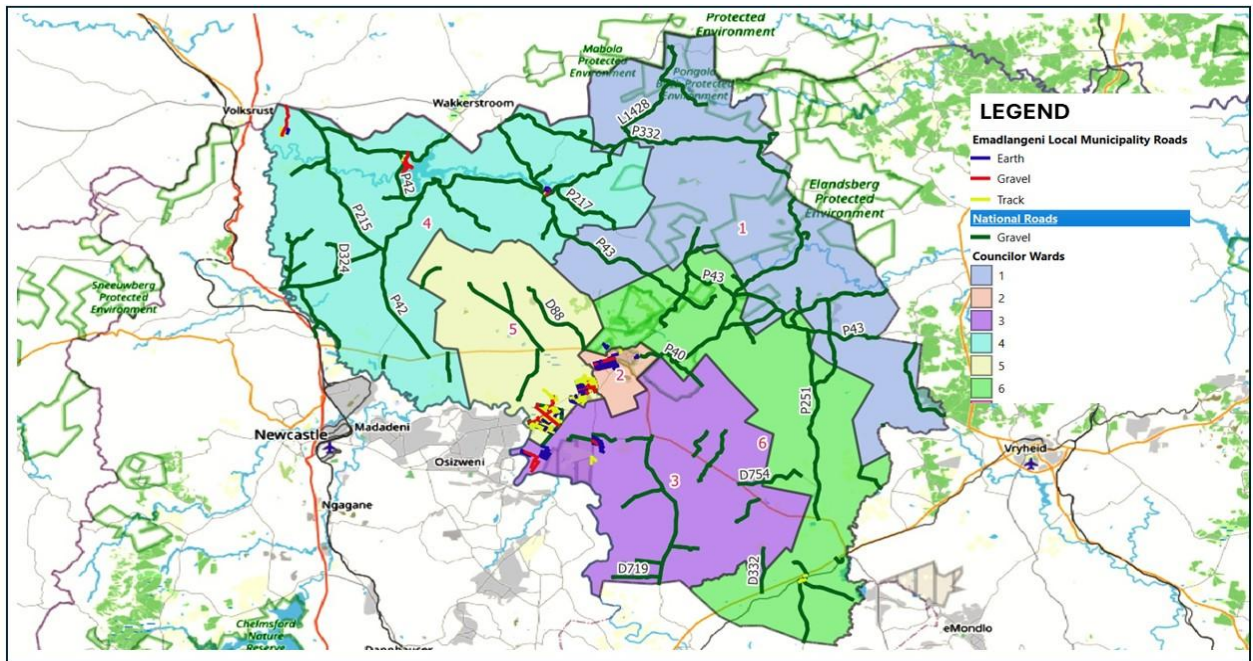 Protected
Environment
Mabola
Protected
Environment
Pongola
Protected
Environment
Volksrust
Wakkerstroom
L1428
P332
LEGEND
Emadlangeni Local Municipality Roads
Earth
Gravel
Track
National Roads
Gravel
Councilor Wards
1
2
3
4
5
6
P42
P217
Elandsberg
Protected
Environment
P215
4
1
D324
P43
P43
Sneeuwberg
Protected
Environment
P42
D88
5
P43
P40
2
P251
Newcastle
Madadeni
6
Osizweni
Vryheid
D754
3
Ngagane
D719
D332
Chelmsford
Nature
Reserve
eMondlo